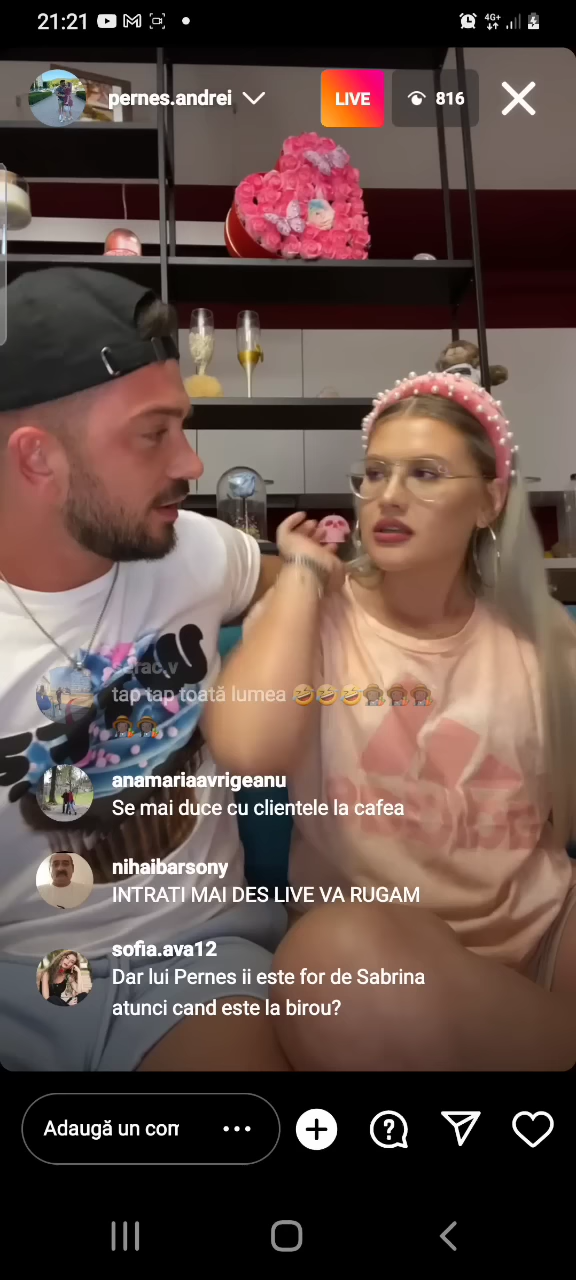 21:21
4G+
pernes.andrei
LIVE
816
sarac.v
tap tap toată lumea 🤣🤣🤣
anamariaavrigeanu
Se mai duce cu clientele la cafea
nihaibarsony
INTRATI MAI DES LIVE VA RUGAM
sofia.ava12
Dar lui Pernes ii este for de Sabrina
atunci cand este la birou?
Adaugă un com